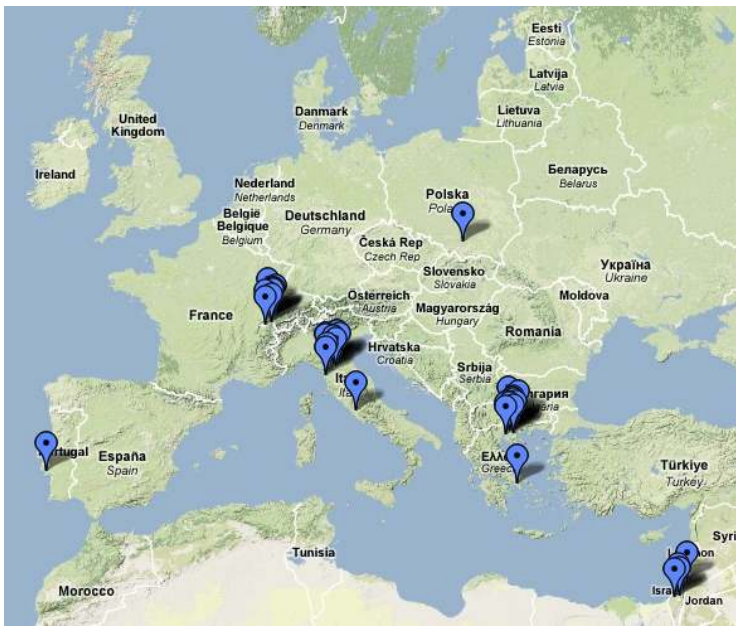 Eesti
Estonia
Latvija
Latvia
Lietuva
Lithuania
Danmark
Denmark
United
Kingdom
Ireland
Беларусь
Belarus
Nederland
Netherlands
Polska
België
Belgique
Belgium
Deutschland
Germany
Česká Rep
Czech Rep
Slovensko
Slovakia
Україна
Ukraine
Österreich
Austria
Magyarország
Hungary
Moldova
France
Romania
Hrvatska
Croatia
Srbija
Serbia
España
Spain
Türkiye
Turkey
Tunisia
Morocco
Jordan